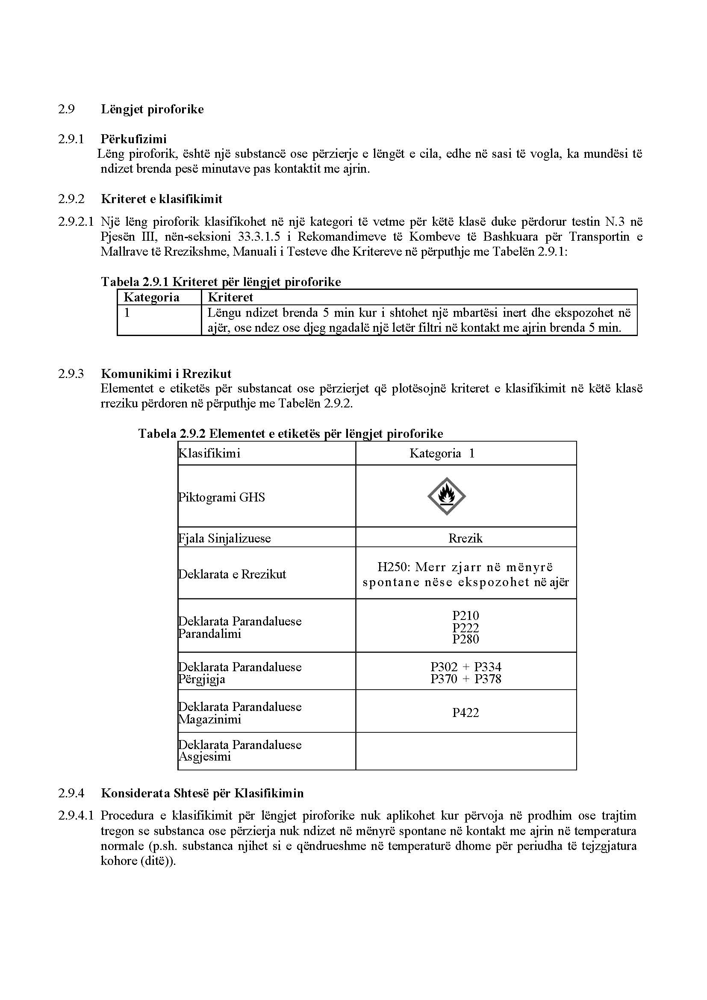 2.9 Lëngjet piroforike
2.9.1 Përkufizimi
Lëng piroforik, është një substancë ose përzierje e lëngët e cila, edhe në sasi të vogla, ka mundësi të
ndizet brenda pesë minutave pas kontaktit me ajrin.
2.9.2 Kriteret e klasifikimit
2.9.2.1 Një lëng piroforik klasifikohet në një kategori të vetme për këtë klasë duke përdorur testin N.3 në
Pjesën III, nën-seksioni 33.3.1.5 i Rekomandimeve të Kombeve të Bashkuara për Transportin e
Mallrave të Rrezikshme, Manuali i Testeve dhe Kritereve në përputhje me Tabelën 2.9.1:
Tabela 2.9.1 Kriteret për lëngjet piroforike
Kategoria Kriteret
1 Lëngu ndizet brenda 5 min kur i shtohet një mbartësi inert dhe ekspozohet në
ajër, ose ndez ose djeg ngadalë një letër filtri në kontakt me ajrin brenda 5 min.
2.9.3 Komunikimi i Rrezikut
Elementet e etiketës për substancat ose përzierjet që plotësojnë kriteret e klasifikimit në këtë klasë
rreziku përdoren në përputhje me Tabelën 2.9.2.
Tabela 2.9.2 Elementet e etiketës për lëngjet piroforike
Klasifikimi Kategoria 1
Piktogrami GHS
Fjala Sinjalizuese Rrezik
Deklarata e Rrezikut H250: Merr zjarr në mënyrë
spontane nëse ekspozohet në ajër
Deklarata Parandaluese
Parandalimi
P210
P222
P280
Deklarata Parandaluese
Përgjigja
P302 + P334
P370 + P378
Deklarata Parandaluese
Magazinimi
P422
Deklarata Parandaluese
Asgjesimi
2.9.4 Konsiderata Shtesë për Klasifikimin
2.9.4.1 Procedura e klasifikimit për lëngjet piroforike nuk aplikohet kur përvoja në prodhim ose trajtim
tregon se substanca ose përzierja nuk ndizet në mënyrë spontane në kontakt me ajrin në temperatura
normale (p.sh. substanca njihet si e qëndrueshme në temperaturë dhome për periudha të tejzgjatura
kohore (ditë)).